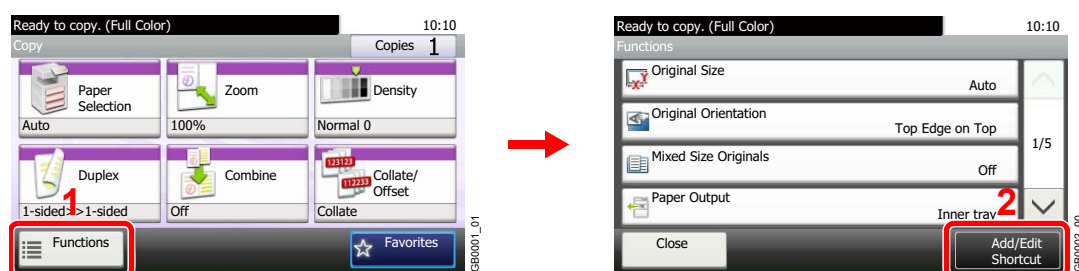 Ready to copy. (Full Color)
10:10
Copy
Copies 1
Paper
Selection
Auto
Zoom
100%
Density
Normal 0
Duplex
1-sided>>1-sided
1
Combine
Off
123123
112233
Collate/
Offset
Collate
Functions
Favorites
GB0001_01
Ready to copy. (Full Color)
10:10
Functions
Original Size
Auto
Original Orientation
Top Edge on Top
1/5
Mixed Size Originals
Off
Paper Output
Inner tray
2
Close
Add/Edit
Shortcut